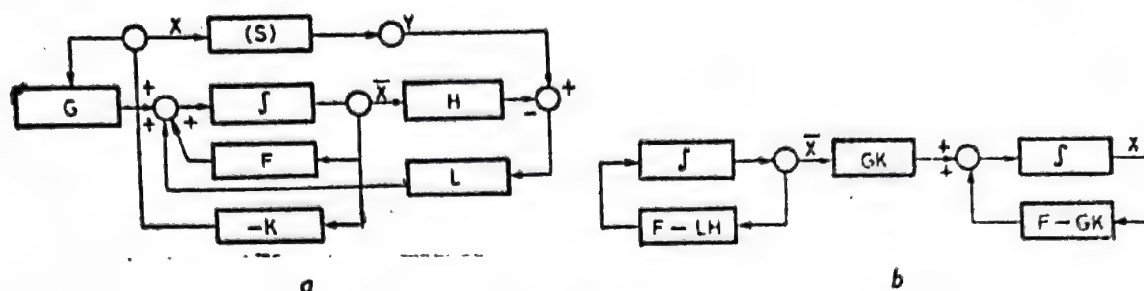 X (S) Y
G + ∫ X̅ H +
+ + -
F
L
-K
a
∫ X̅ GK + ∫ X
+
F - LH F - GK
b